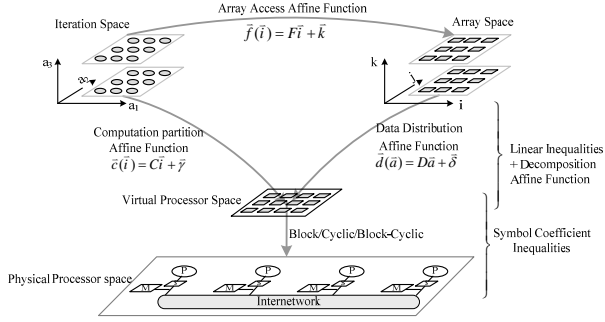 Array Access Affine Function
Iteration Space
Array Space
f⃗(i⃗) = Fi⃗ + k⃗
a₃
a₂
a₁
k
j
i
Computation partition
Affine Function
c⃗(i⃗) = Ci⃗ + γ⃗
Data Distribution
Affine Function
d⃗(a⃗) = Da⃗ + δ⃗
Linear Inequalities
+ Decomposition
Affine Function
Virtual Processor Space
Block/Cyclic/Block-Cyclic
Symbol Coefficient
Inequalities
Physical Processor space
P P P P
M M M M
Internetwork